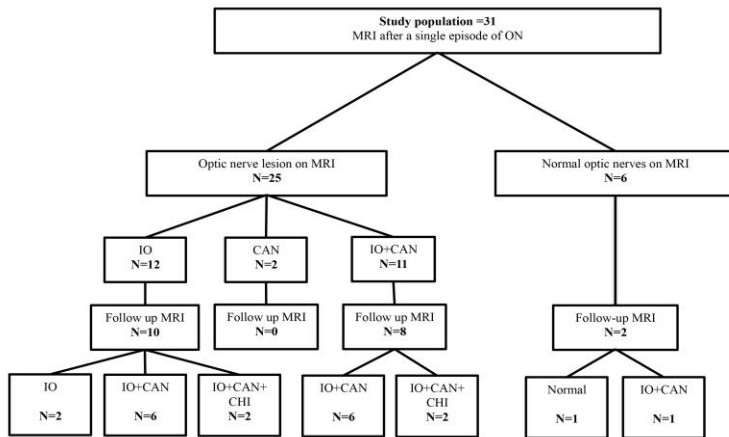 Study population =31
MRI after a single episode of ON
Optic nerve lesion on MRI
N=25
Normal optic nerves on MRI
N=6
IO
N=12
CAN
N=2
IO+CAN
N=11
Follow up MRI
N=10
Follow up MRI
N=0
Follow up MRI
N=8
Follow-up MRI
N=2
IO
N=2
IO+CAN
N=6
IO+CAN+
CHI
N=2
IO+CAN
N=6
IO+CAN+
CHI
N=2
Normal
N=1
IO+CAN
N=1